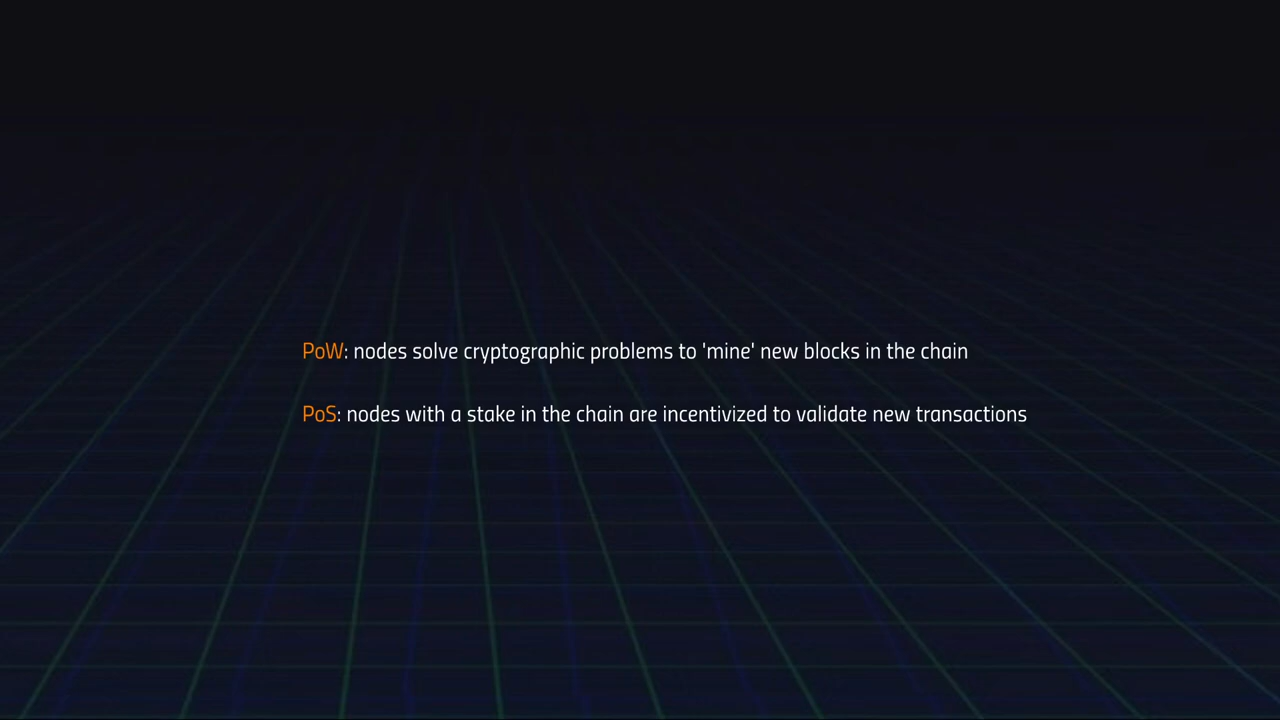 PoW: nodes solve cryptographic problems to 'mine' new blocks in the chain
PoS: nodes with a stake in the chain are incentivized to validate new transactions